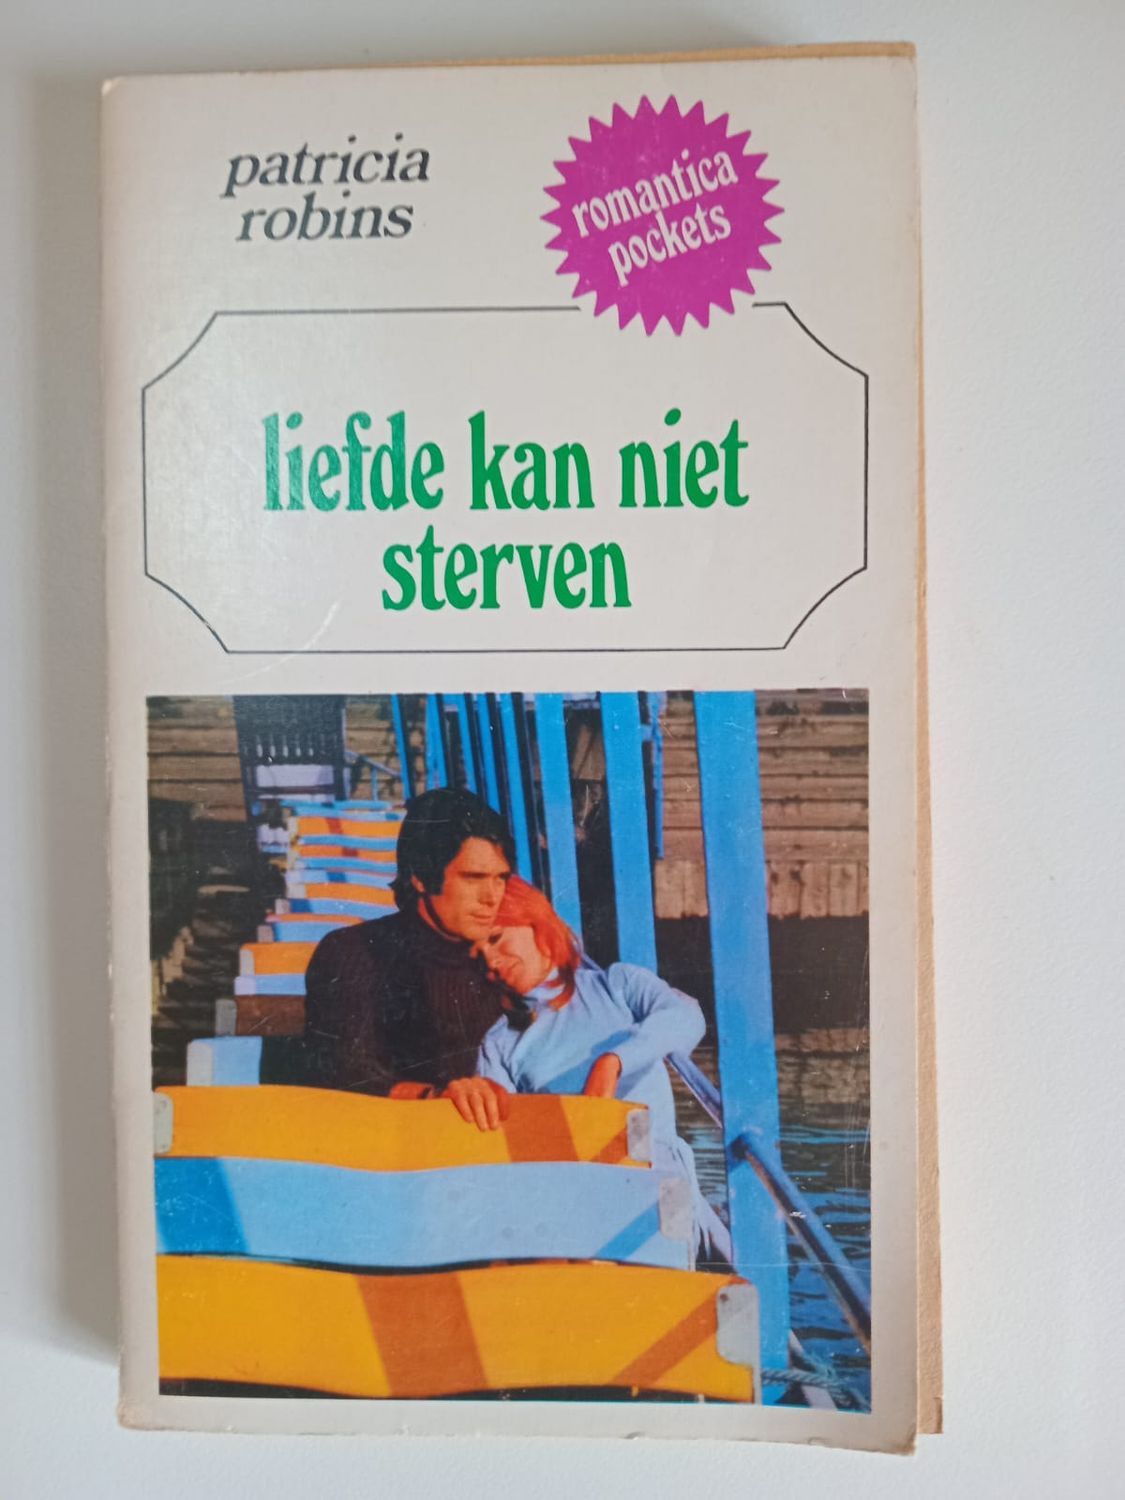 patricia
robins
romantica
pockets
liefde kan niet
sterven